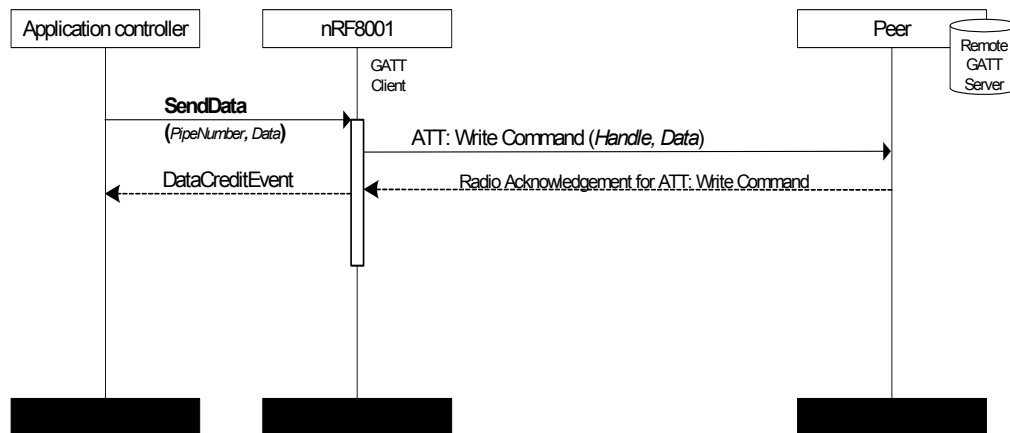 Application controller
nRF8001
Peer
Remote
GATT
Server
GATT
Client
SendData
(PipeNumber, Data)
ATT: Write Command (Handle, Data)
DataCreditEvent
Radio Acknowledgement for ATT: Write Command